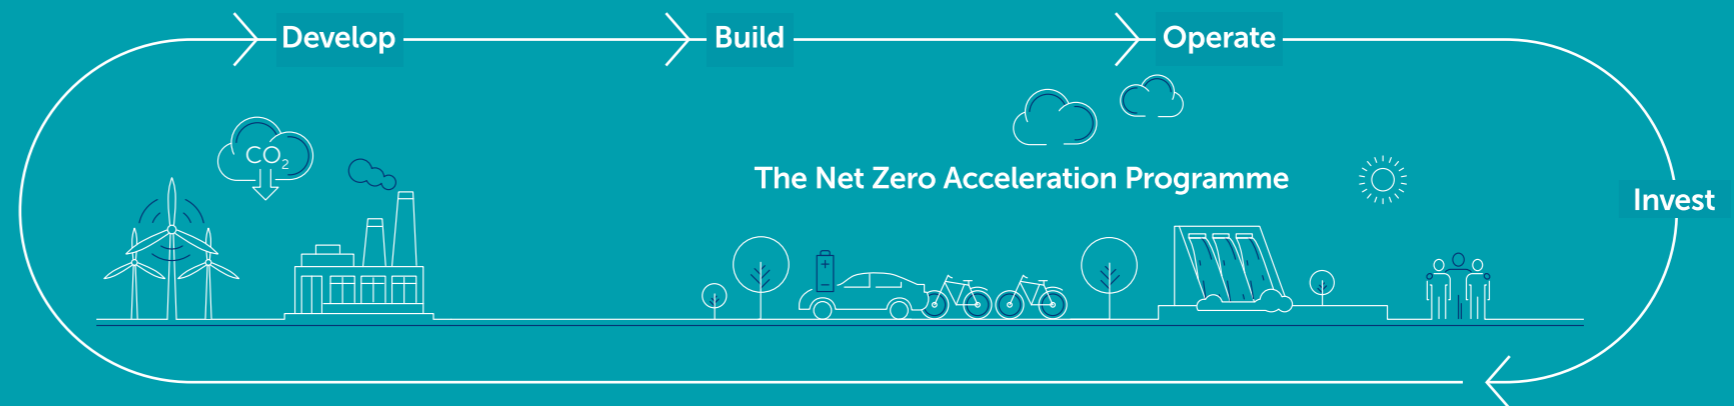 Develop
Build
Operate
CO₂
The Net Zero Acceleration Programme
Invest